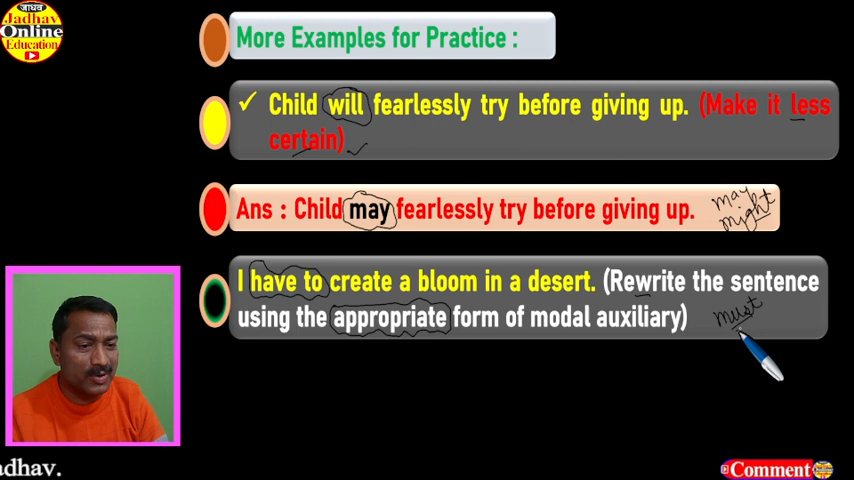 जाधव
Jadhav
Online
Education
More Examples for Practice :
✓ Child will fearlessly try before giving up. (Make it less
certain)
Ans : Child may fearlessly try before giving up.
may
might
I have to create a bloom in a desert. (Rewrite the sentence
using the appropriate form of modal auxiliary)
must
adhav.
Comment